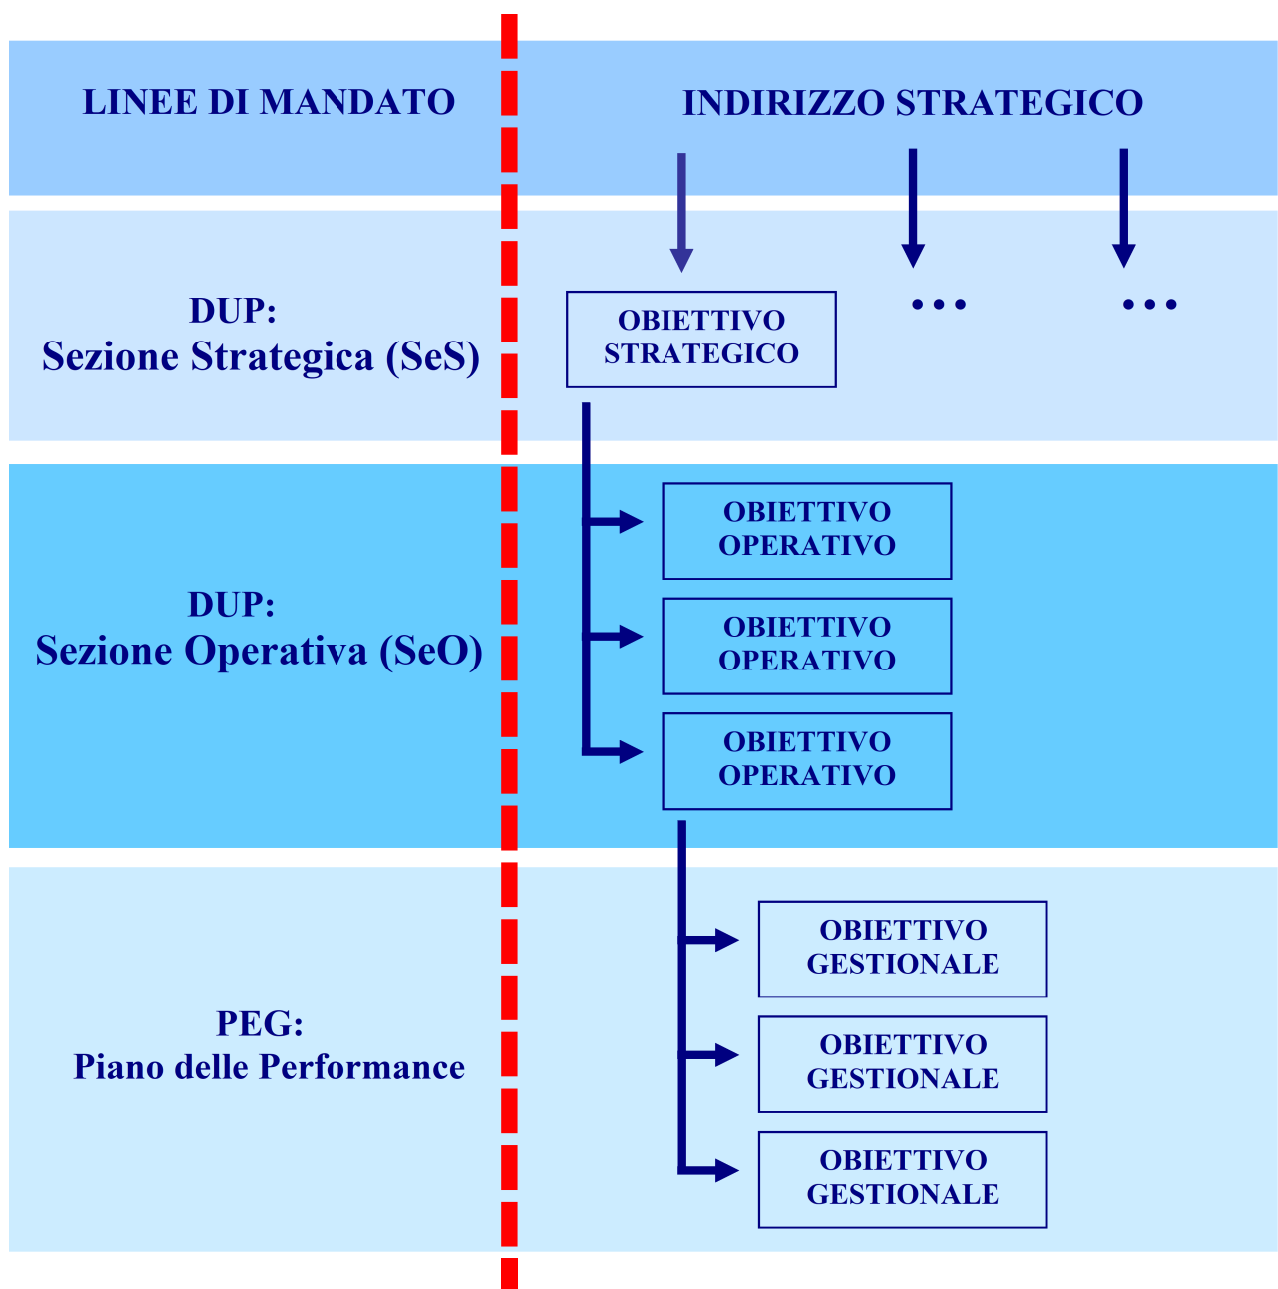 LINEE DI MANDATO
INDIRIZZO STRATEGICO
DUP:
Sezione Strategica (SeS)
OBIETTIVO
STRATEGICO
...
...
DUP:
Sezione Operativa (SeO)
OBIETTIVO
OPERATIVO
OBIETTIVO
OPERATIVO
OBIETTIVO
OPERATIVO
PEG:
Piano delle Performance
OBIETTIVO
GESTIONALE
OBIETTIVO
GESTIONALE
OBIETTIVO
GESTIONALE